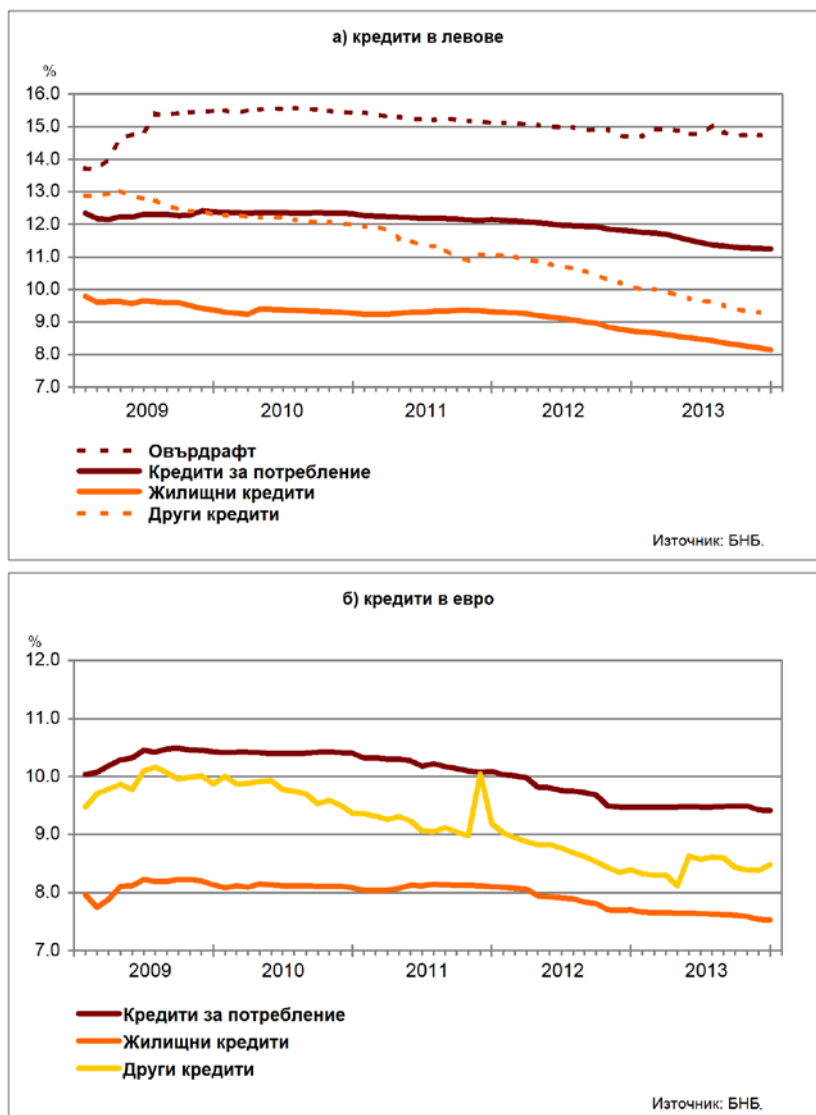 а) кредити в левове
%
16.0
15.0
14.0
13.0
12.0
11.0
10.0
9.0
8.0
7.0
2009 2010 2011 2012 2013
Овърдрафт
Кредити за потребление
Жилищни кредити
Други кредити
Източник: БНБ.
б) кредити в евро
%
12.0
11.0
10.0
9.0
8.0
7.0
2009 2010 2011 2012 2013
Кредити за потребление
Жилищни кредити
Други кредити
Източник: БНБ.